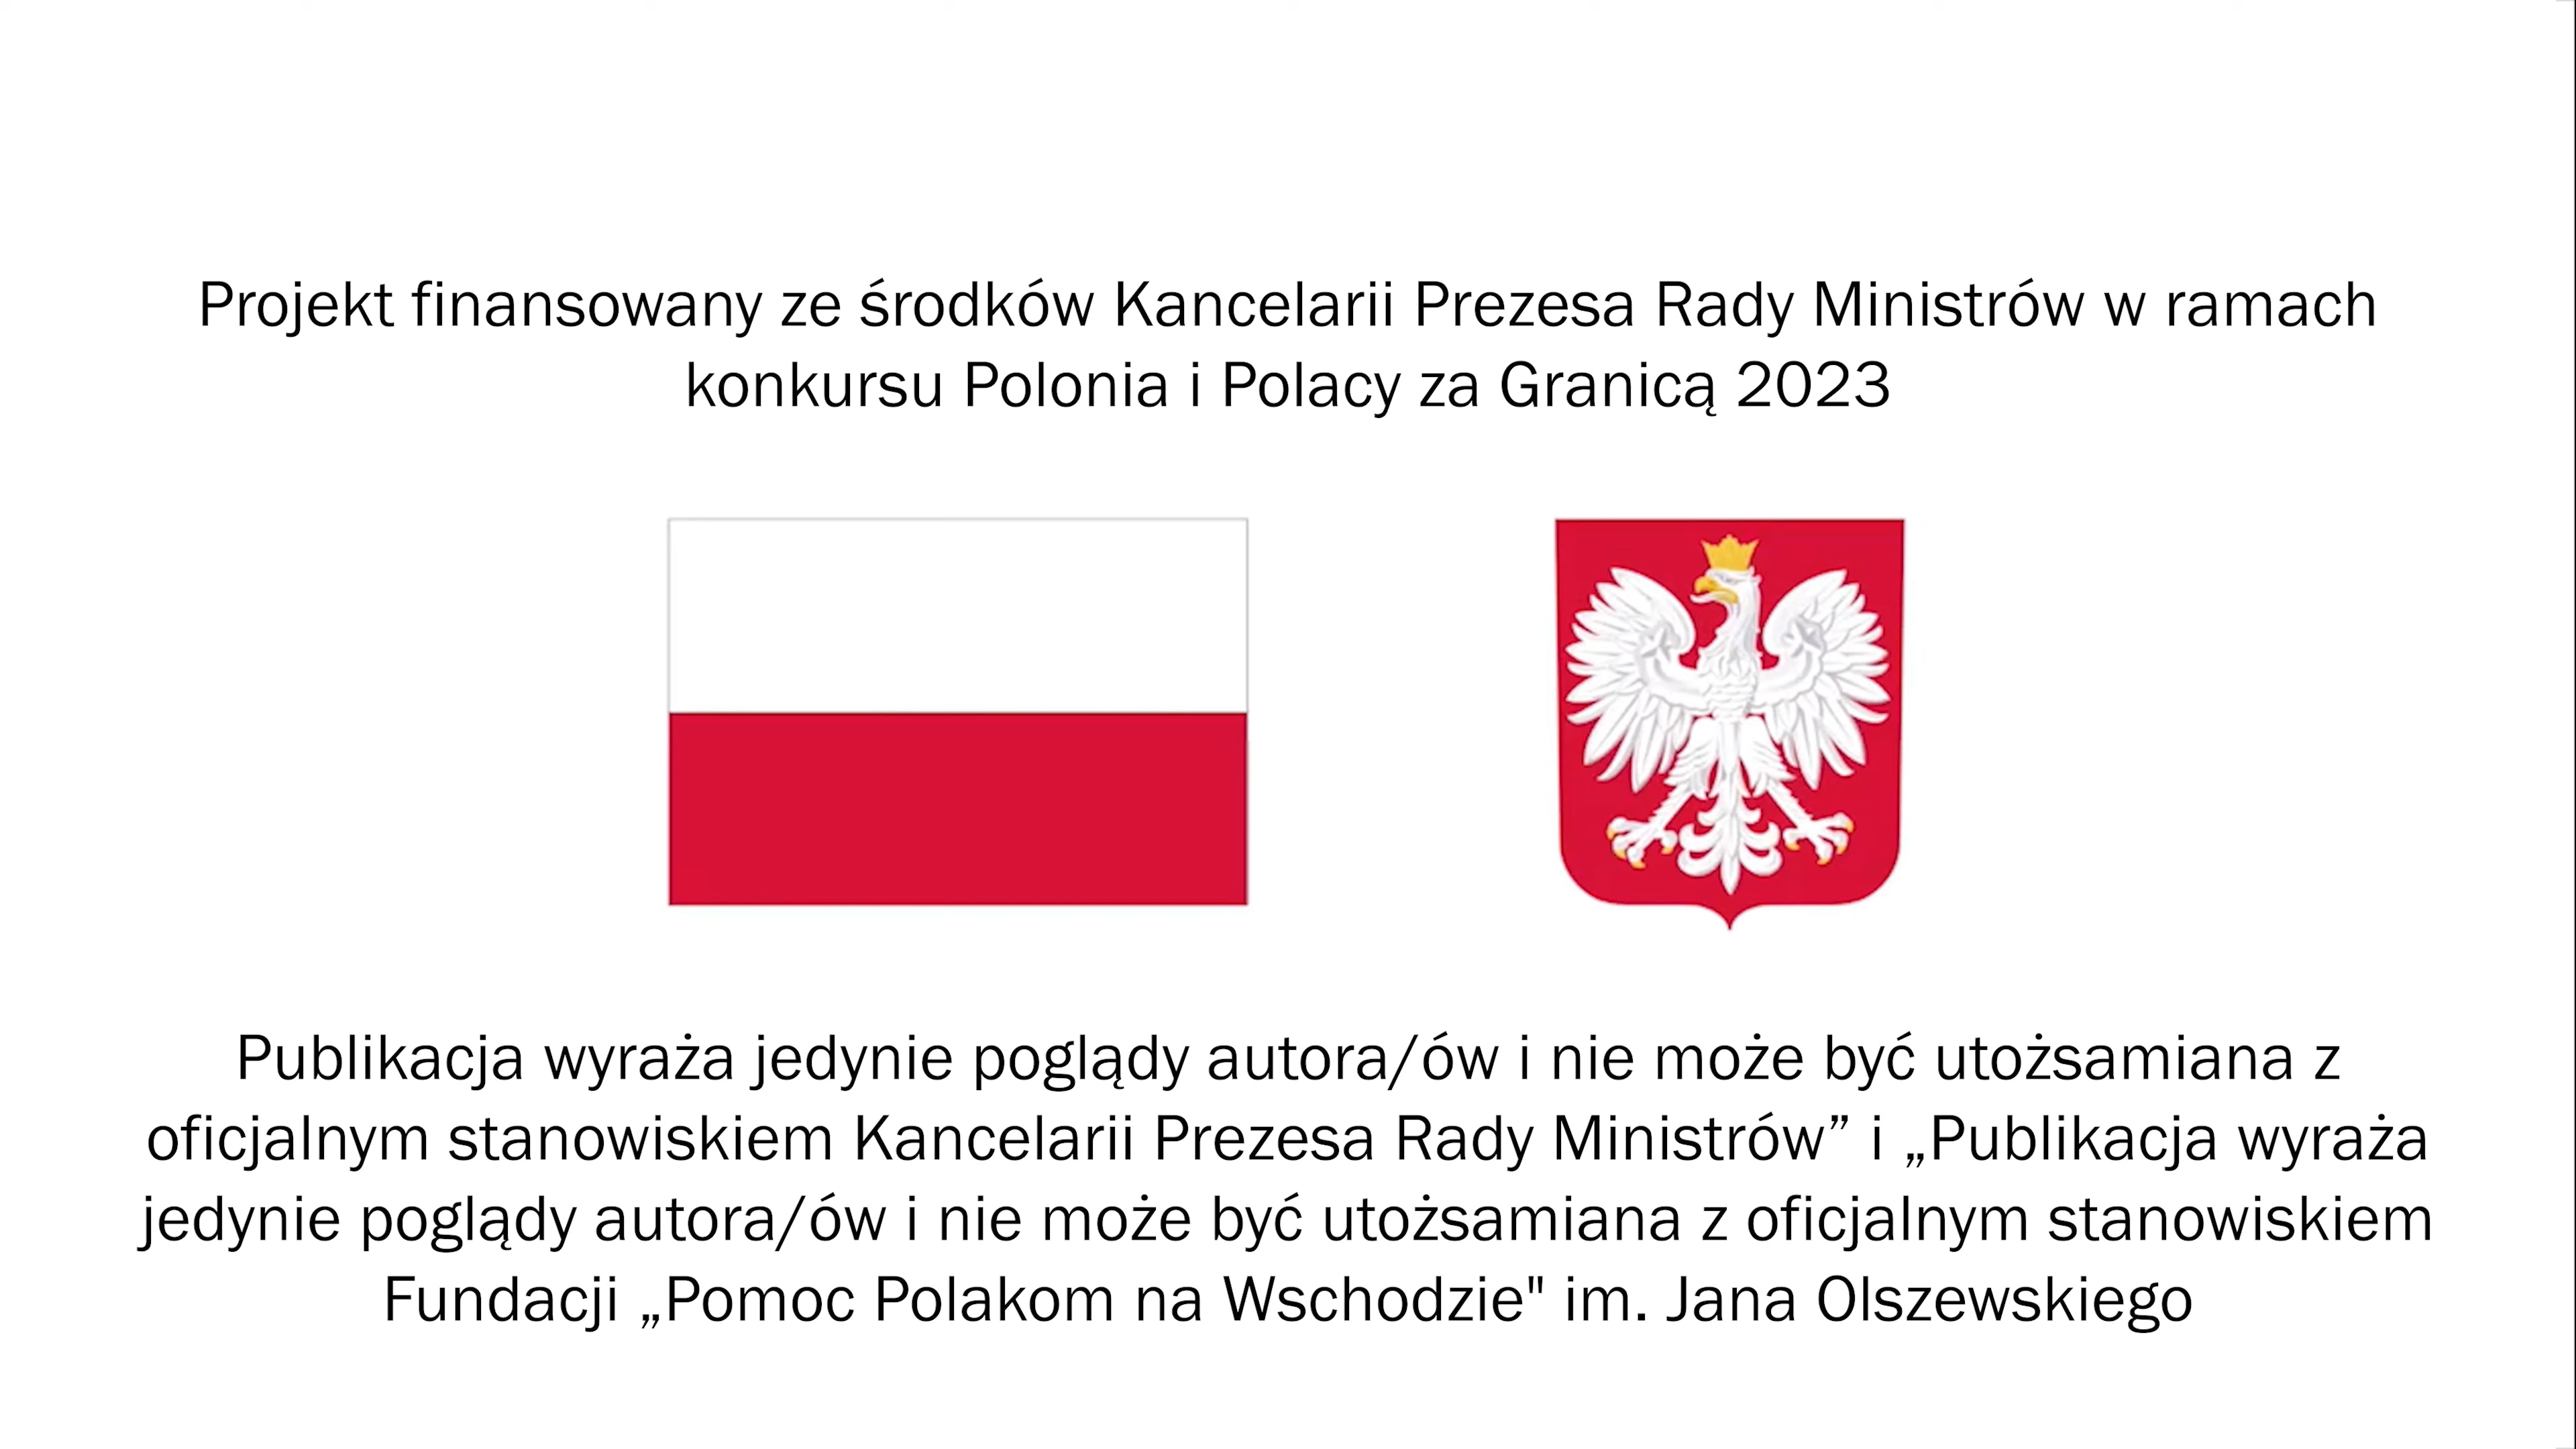 Projekt finansowany ze środków Kancelarii Prezesa Rady Ministrów w ramach
konkursu Polonia i Polacy za Granicą 2023
Publikacja wyraża jedynie poglądy autora/ów i nie może być utożsamiana z
oficjalnym stanowiskiem Kancelarii Prezesa Rady Ministrów” i „Publikacja wyraża
jedynie poglądy autora/ów i nie może być utożsamiana z oficjalnym stanowiskiem
Fundacji „Pomoc Polakom na Wschodzie" im. Jana Olszewskiego